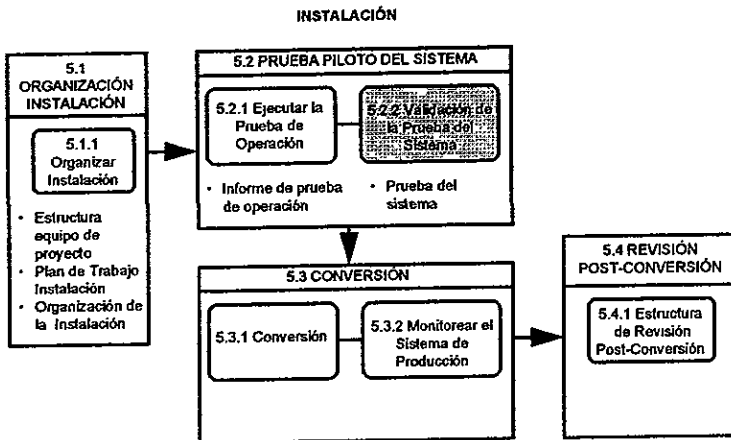 INSTALACIÓN
5.1
ORGANIZACIÓN
INSTALACIÓN
5.1.1
Organizar
Instalación
• Estructura
equipo de
proyecto
• Plan de Trabajo
Instalación
• Organización de
la Instalación
5.2 PRUEBA PILOTO DEL SISTEMA
5.2.1 Ejecutar la
Prueba de
Operación
5.2.2 Validación de
la Prueba del
Sistema
• Informe de prueba
de operación
• Prueba del
sistema
5.3 CONVERSIÓN
5.3.1 Conversión
5.3.2 Monitorear el
Sistema de
Producción
5.4 REVISIÓN
POST-CONVERSIÓN
5.4.1 Estructura
de Revisión
Post-Conversión